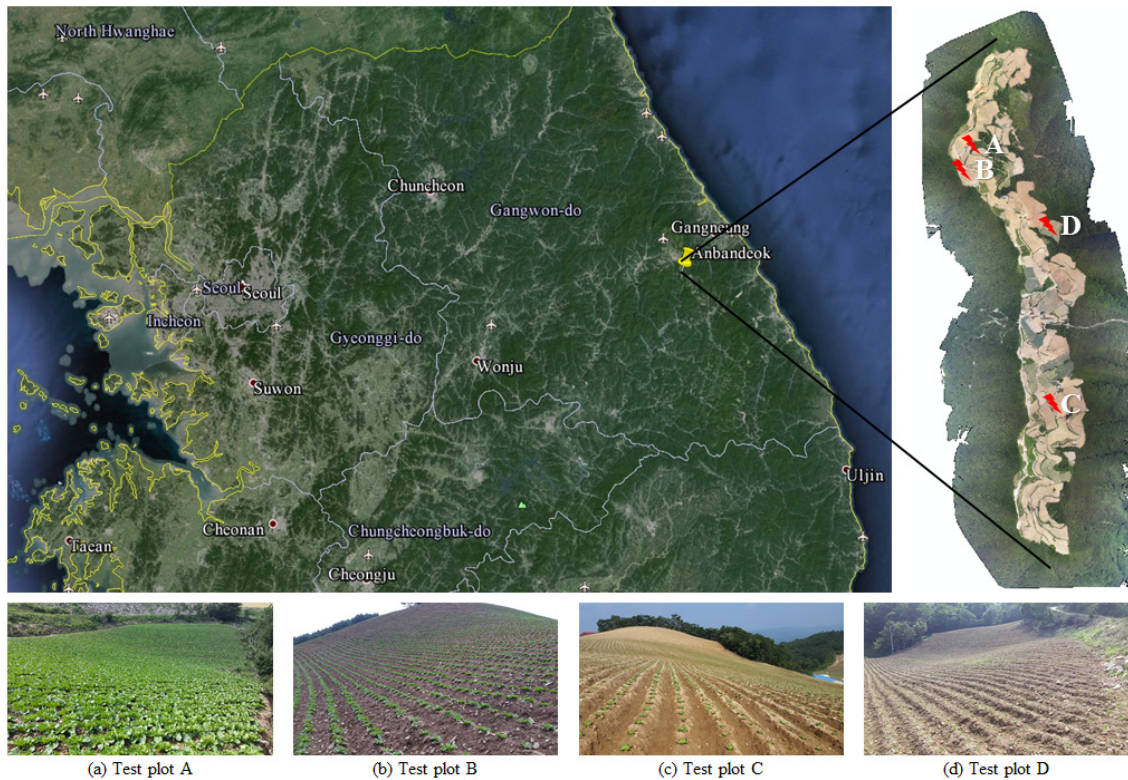 North Hwanghae
A
B
Chuncheon
Gangwon-do
D
Gangneung
Anbandeok
Seoul
Seoul
Incheon
Gyeonggi-do
Wonju
Suwon
C
Uljin
Cheonan
Chungcheongbuk-do
Taean
Cheongju
(a) Test plot A
(b) Test plot B
(c) Test plot C
(d) Test plot D